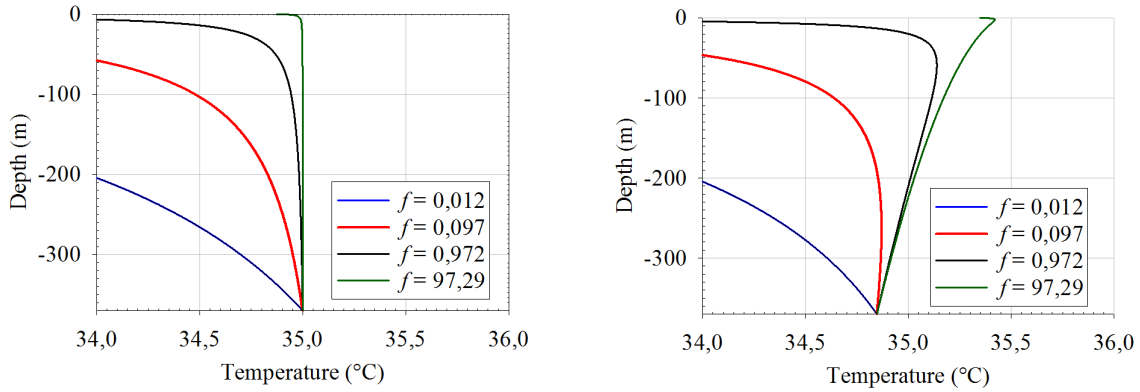 0
-100
-200
-300
Depth (m)
f = 0,012
f = 0,097
f = 0,972
f = 97,29
34,0 34,5 35,0 35,5 36,0
Temperature (°C)
0
-100
-200
-300
Depth (m)
f = 0,012
f = 0,097
f = 0,972
f = 97,29
34,0 34,5 35,0 35,5 36,0
Temperature (°C)